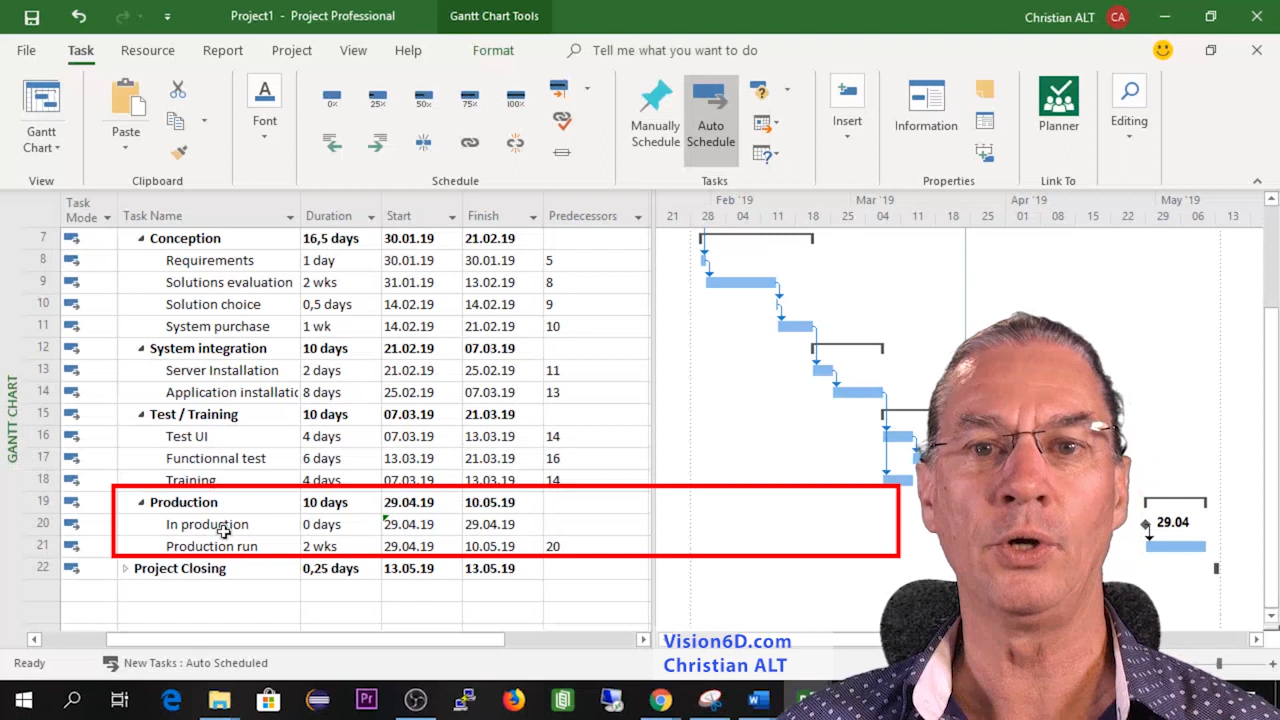 Project1 - Project Professional
Gantt Chart Tools
Christian ALT CA
File Task Resource Report Project View Help Format Tell me what you want to do
Gantt Chart
Paste
Font
0% 25% 50% 75% 100%
Manually Schedule
Auto Schedule
Insert
Information
Planner
Editing
View Clipboard Schedule Tasks Properties Link To
Task Mode Task Name Duration Start Finish Predecessors
Feb '19 Mar '19 Apr '19 May '19
21 28 04 11 18 25 04 11 18 25 01 08 15 22 29 06 13
7 Conception 16,5 days 30.01.19 21.02.19
8 Requirements 1 day 30.01.19 30.01.19 5
9 Solutions evaluation 2 wks 31.01.19 13.02.19 8
10 Solution choice 0,5 days 14.02.19 14.02.19 9
11 System purchase 1 wk 14.02.19 21.02.19 10
12 System integration 10 days 21.02.19 07.03.19
13 Server Installation 2 days 21.02.19 25.02.19 11
14 Application installatic 8 days 25.02.19 07.03.19 13
15 Test / Training 10 days 07.03.19 21.03.19
16 Test UI 4 days 07.03.19 13.03.19 14
17 Functionnal test 6 days 13.03.19 21.03.19 16
18 Training 4 days 07.03.19 13.03.19 14
19 Production 10 days 29.04.19 10.05.19
20 In production 0 days 29.04.19 29.04.19
29.04
21 Production run 2 wks 29.04.19 10.05.19 20
22 Project Closing 0,25 days 13.05.19 13.05.19
GANTT CHART
Vision6D.com
Christian ALT
Ready New Tasks : Auto Scheduled
Pr